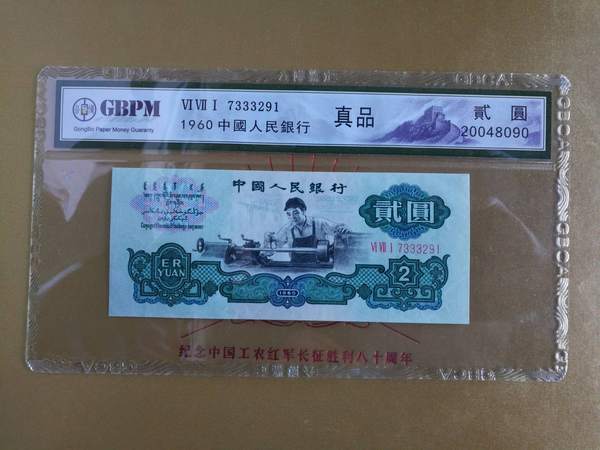 GBPM
GongBo Paper Money Guaranty
VI VII I 7333291
1960 中國人民銀行
真品
貳 圓
20048090
中國人民銀行
貳圓
VI VII I 7333291
ER
YUAN
1960
2
纪念中国工农红军长征胜利八十周年